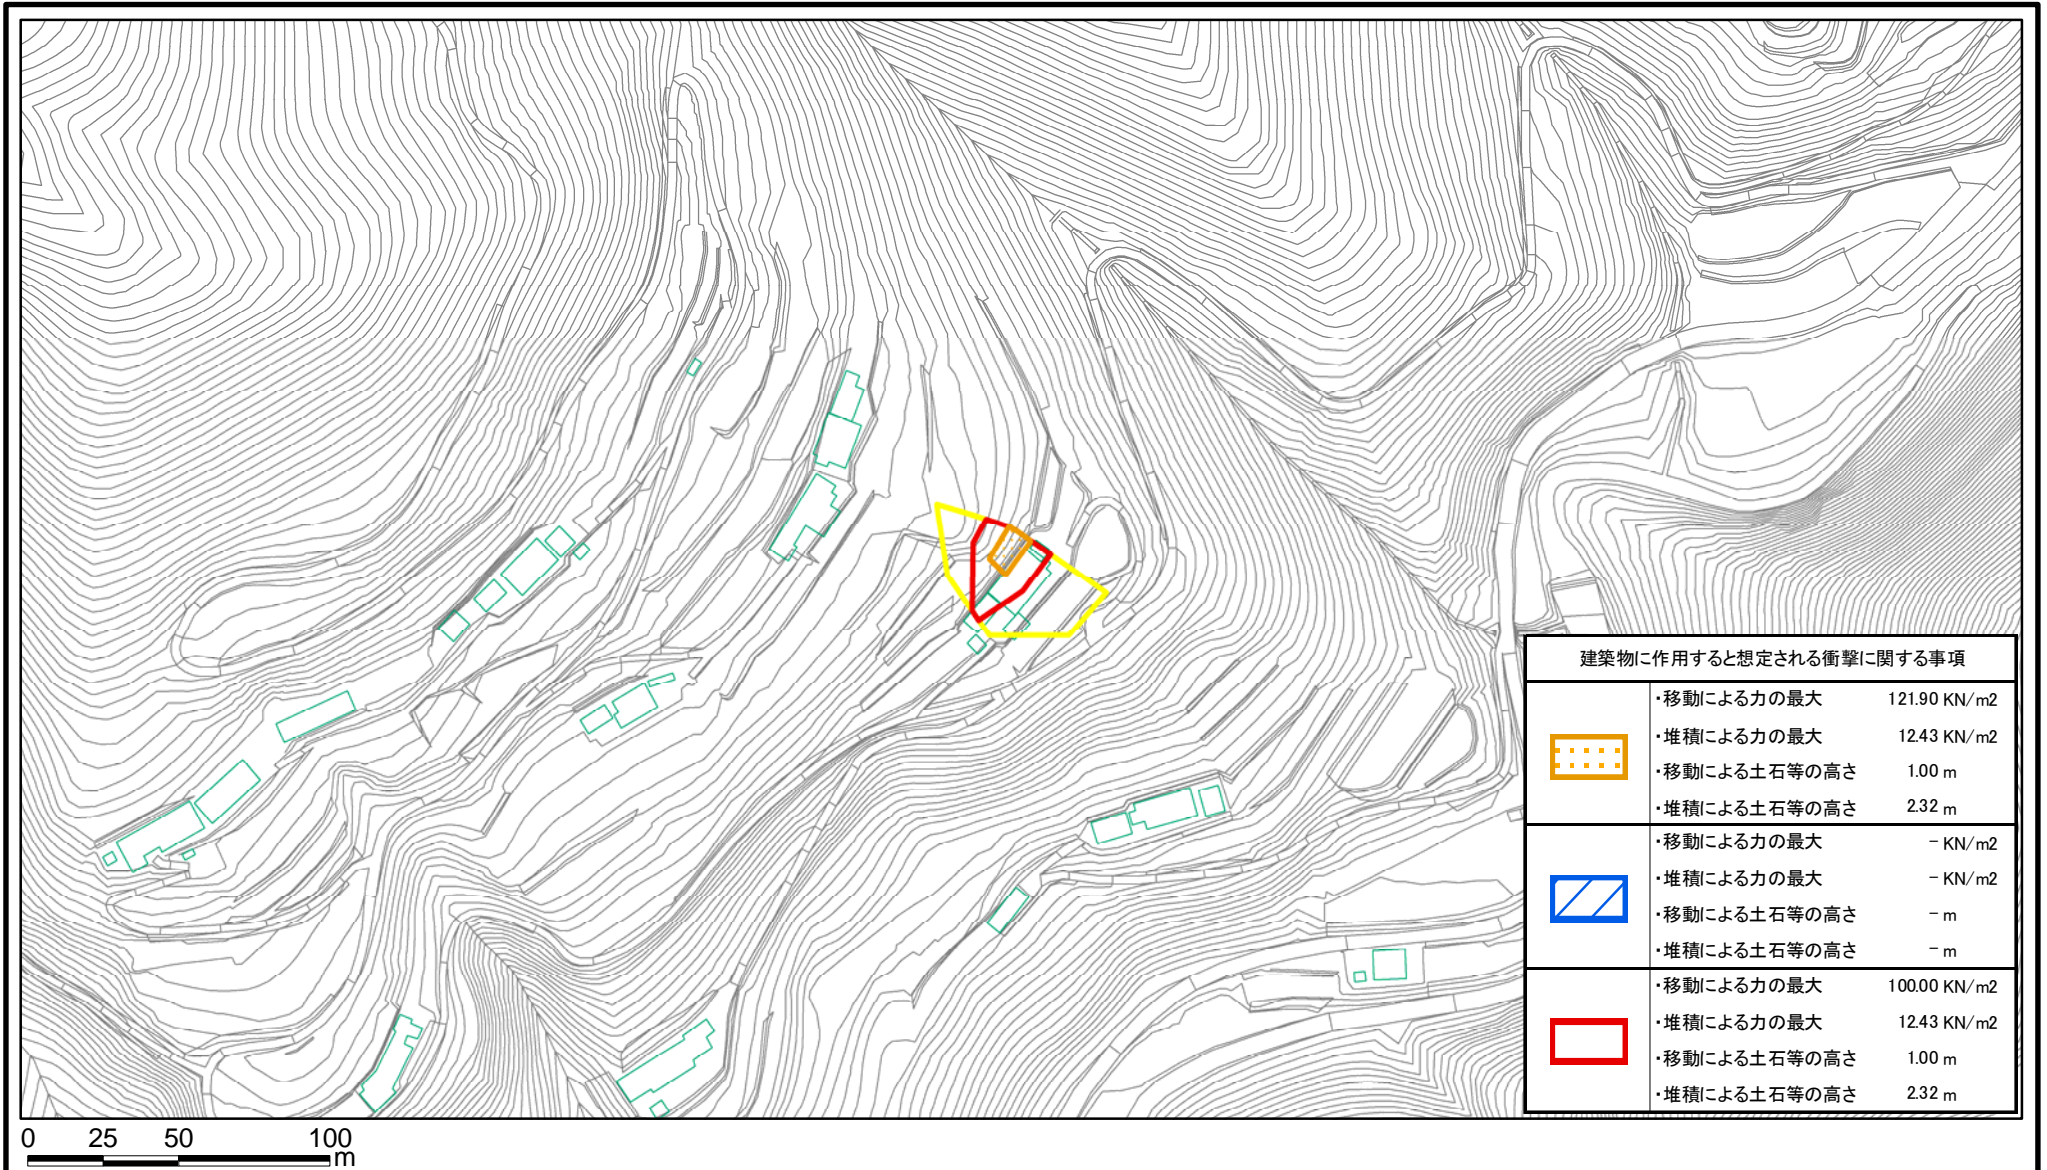 建築物に作用すると想定される衝撃に関する事項
・移動による力の最大 121.90 KN/m2
・堆積による力の最大 12.43 KN/m2
・移動による土石等の高さ 1.00 m
・堆積による土石等の高さ 2.32 m
・移動による力の最大 - KN/m2
・堆積による力の最大 - KN/m2
・移動による土石等の高さ - m
・堆積による土石等の高さ - m
・移動による力の最大 100.00 KN/m2
・堆積による力の最大 12.43 KN/m2
・移動による土石等の高さ 1.00 m
・堆積による土石等の高さ 2.32 m
0 25 50 100
m